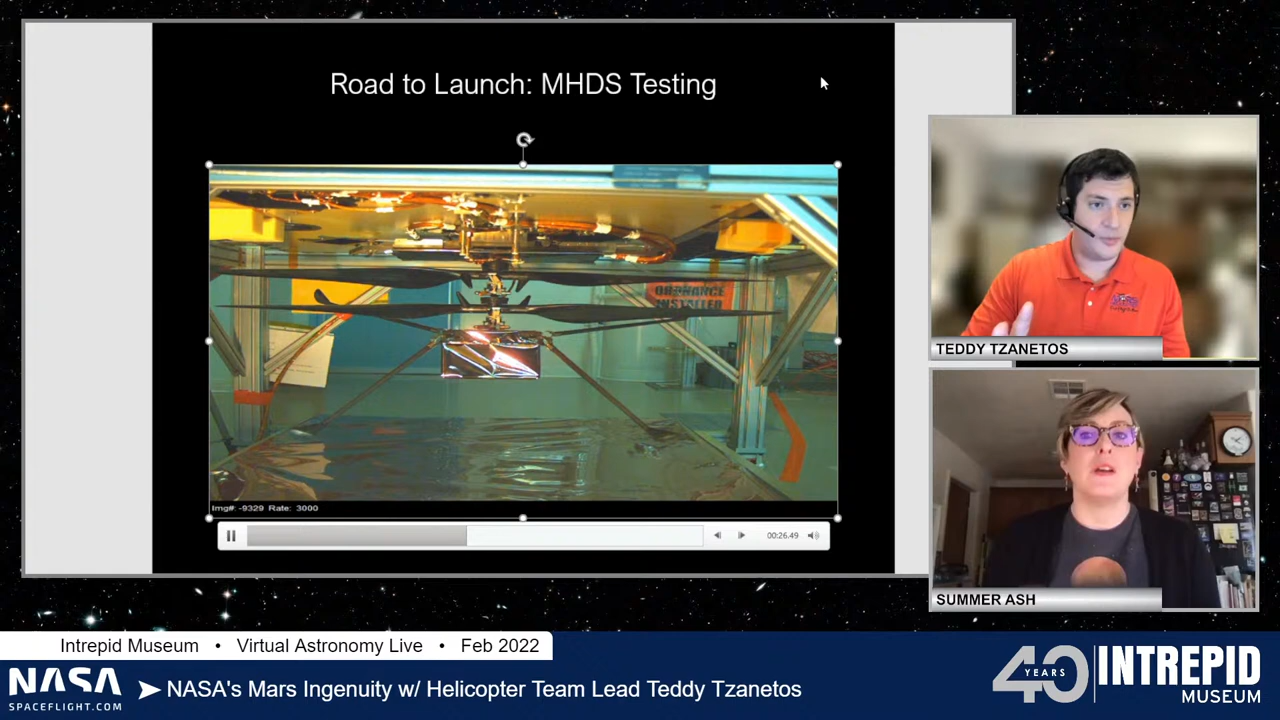 Road to Launch: MHDS Testing
ORDNANCE
INSTALLED
Img#: -9329 Rate: 3000
00:26.49
TEDDY TZANETOS
SUMMER ASH
Intrepid Museum • Virtual Astronomy Live • Feb 2022
NASA
SPACEFLIGHT.COM
NASA's Mars Ingenuity w/ Helicopter Team Lead Teddy Tzanetos
40
YEARS
INTREPID
MUSEUM